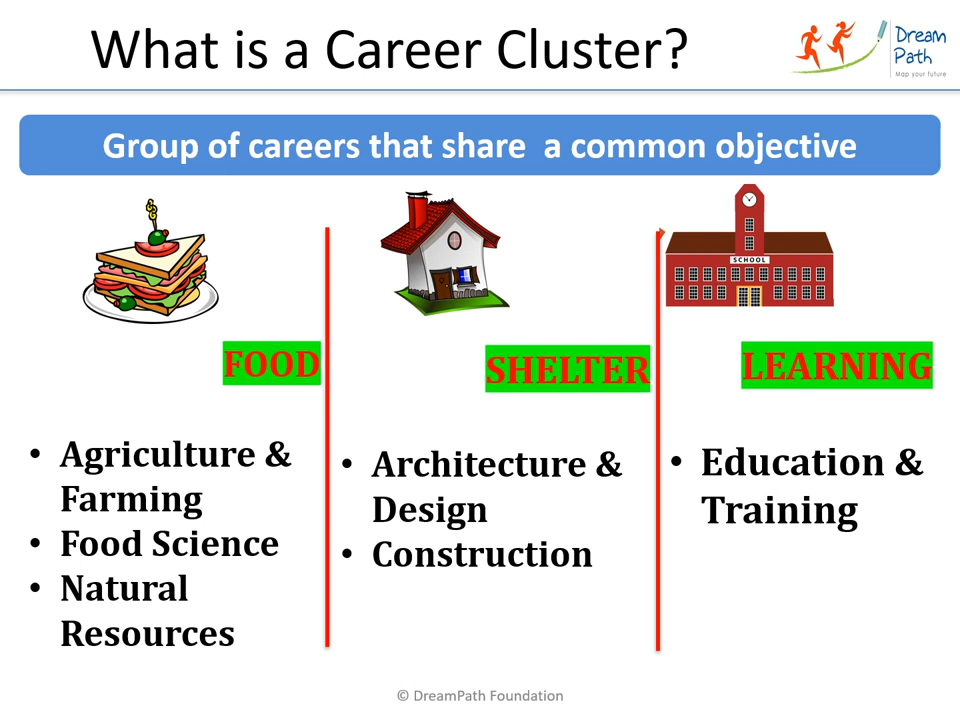 What is a Career Cluster?
Dream
Path
Map your future
Group of careers that share a common objective
SCHOOL
FOOD
SHELTER
LEARNING
• Agriculture &
Farming
• Food Science
• Natural
Resources
• Architecture &
Design
• Construction
• Education &
Training
© DreamPath Foundation